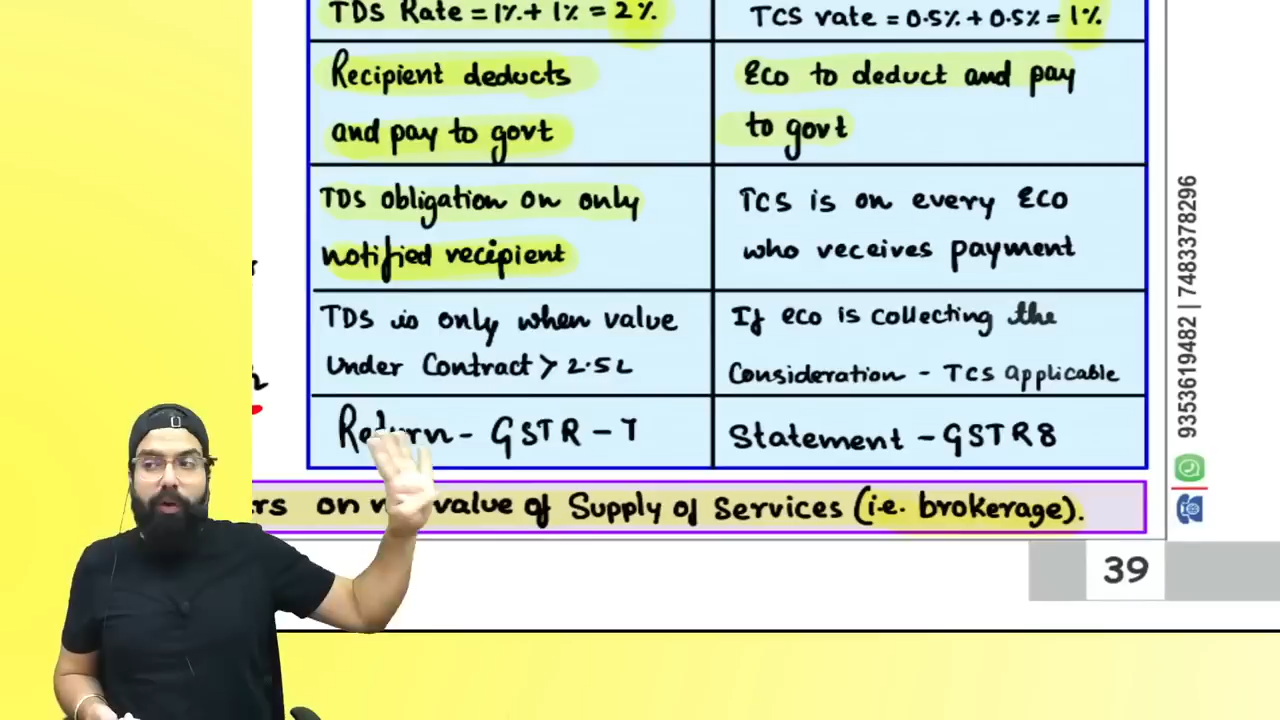 TDS Rate = 1%+ 1% = 2%
TCS rate = 0.5% + 0.5% = 1%
Recipient deducts
and pay to govt
Eco to deduct and pay
to govt
TDS obligation on only
notified recipient
TCS is on every ECO
who receives payment
TDS is only when value
Under Contract > 2.5L
If eco is collecting the
Consideration - TCS applicable
Return - GSTR - 7
Statement - GSTR8
on value of Supply of Services (i.e. brokerage).
39
9353619482 | 7483378296